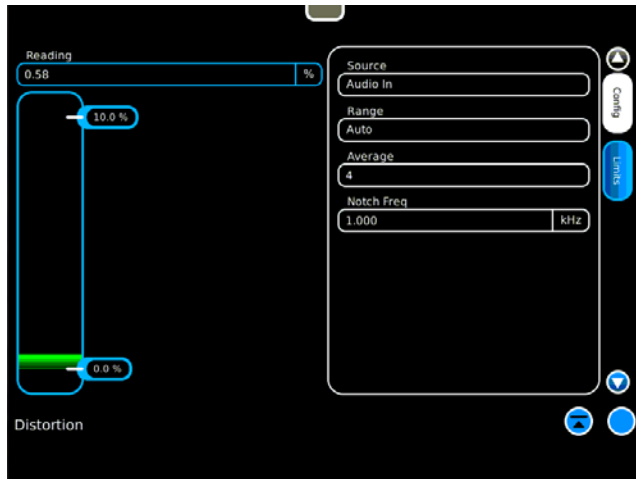 Reading
0.58 %
10.0 %
0.0 %
Distortion
Source
Audio In
Range
Auto
Average
4
Notch Freq
1.000 kHz
Config
Limits